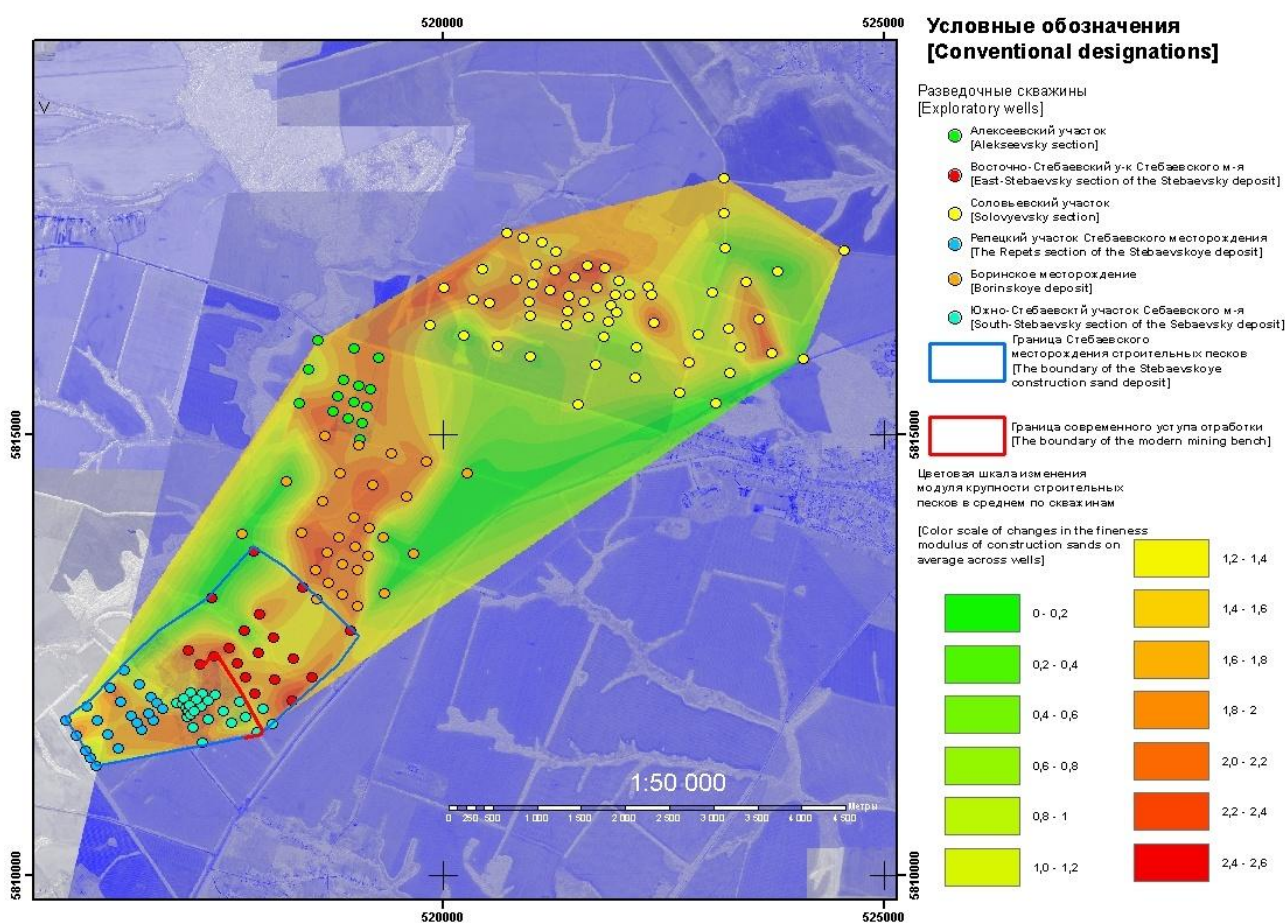 520000
525000
5815000
5810000
5815000
5810000
520000
525000
1:50 000
Метры
0 250 500 1 000 1 500 2 000 2 500 3 000 3 500 4 000 4 500
Условные обозначения
[Conventional designations]
Разведочные скважины
[Exploratory wells]
Алексеевский участок
[Alekseevsky section]
Восточно-Стебаевский у-к Стебаевского м-я
[East-Stebaevsky section of the Stebaevsky deposit]
Соловьевский участок
[Solovyevsky section]
Репецкий участок Стебаевского месторождения
[The Repets section of the Stebaevskoye deposit]
Боринское месторождение
[Borinskoye deposit]
Южно-Стебаевсктй участок Себаевского м-я
[South-Stebaevsky section of the Sebaevsky deposit]
Граница Стебаевского
месторождения строительных песков
[The boundary of the Stebaevskoye
construction sand deposit]
Граница современного уступа отработки
[The boundary of the modern mining bench]
Цветовая шкала изменения
модуля крупности строительных
песков в среднем по скважинам
[Color scale of changes in the fineness
modulus of construction sands on
average across wells]
0 - 0,2
0,2 - 0,4
0,4 - 0,6
0,6 - 0,8
0,8 - 1
1,0 - 1,2
1,2 - 1,4
1,4 - 1,6
1,6 - 1,8
1,8 - 2
2,0 - 2,2
2,2 - 2,4
2,4 - 2,6